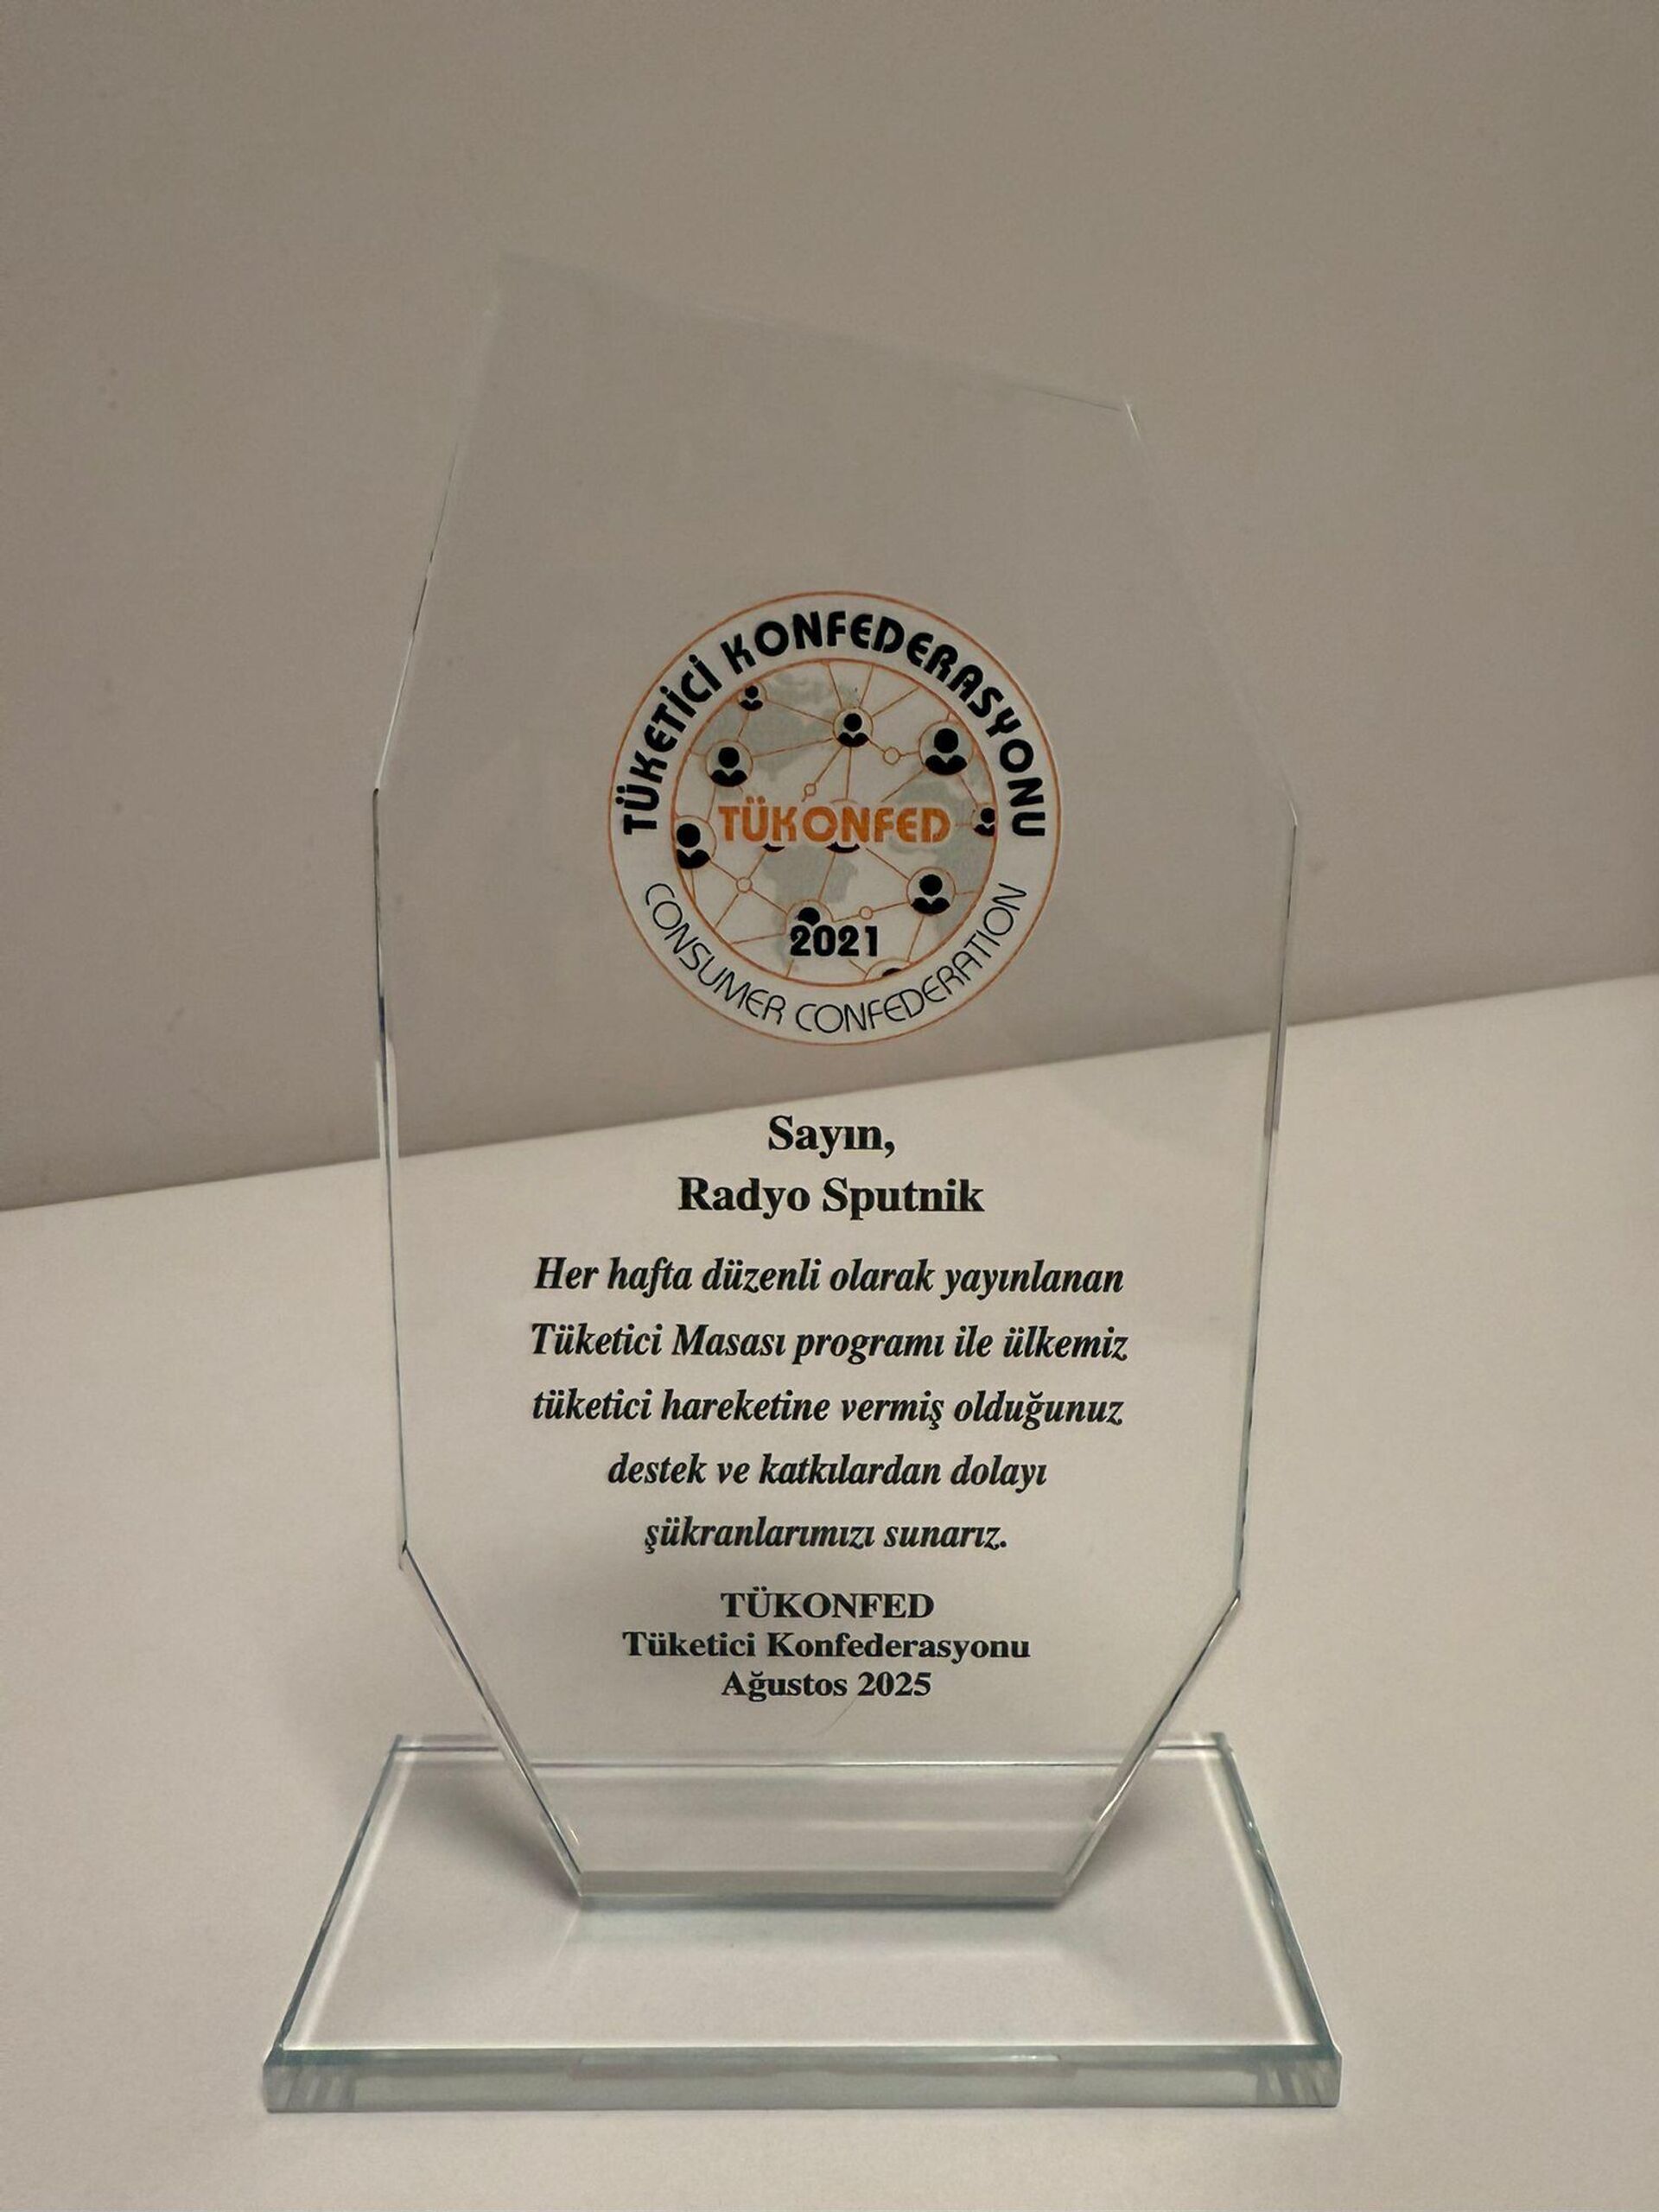 TÜKETİCİ KONFEDERASYONU
TÜKONFED
2021
CONSUMER CONFEDERATION
Sayın,
Radyo Sputnik
Her hafta düzenli olarak yayınlanan
Tüketici Masası programı ile ülkemiz
tüketici hareketine vermiş olduğunuz
destek ve katkılardan dolayı
şükranlarımızı sunarız.
TÜKONFED
Tüketici Konfederasyonu
Ağustos 2025